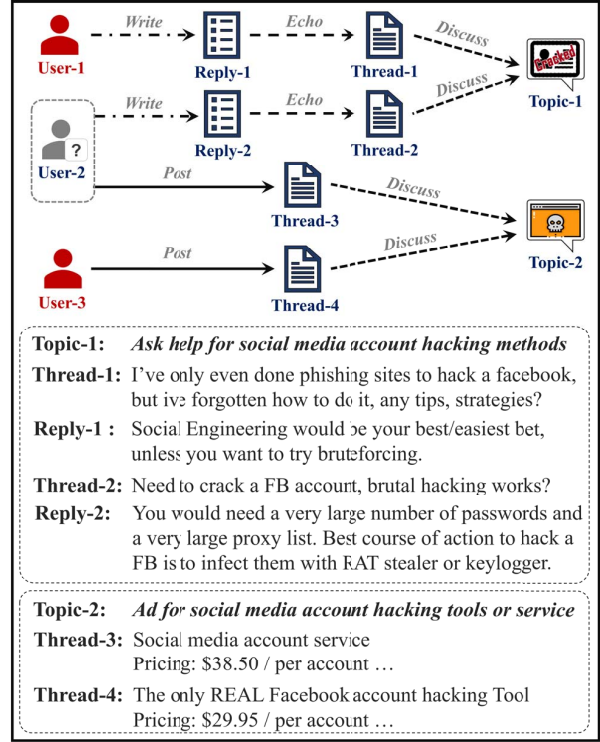 Write
Echo
Discuss
User-1
Reply-1
Thread-1
Cracked
Discuss
Topic-1
Write
Echo
?
User-2
Reply-2
Thread-2
Post
Discuss
Thread-3
Post
Discuss
Topic-2
User-3
Thread-4
Topic-1: Ask help for social media account hacking methods
Thread-1: I've only even done phishing sites to hack a facebook,
but ive forgotten how to do it, any tips, strategies?
Reply-1 : Social Engineering would be your best/easiest bet,
unless you want to try bruteforcing.
Thread-2: Need to crack a FB account, brutal hacking works?
Reply-2: You would need a very large number of passwords and
a very large proxy list. Best course of action to hack a
FB is to infect them with RAT stealer or keylogger.
Topic-2: Ad for social media account hacking tools or service
Thread-3: Social media account service
Pricing: $38.50 / per account …
Thread-4: The only REAL Facebook account hacking Tool
Pricing: $29.95 / per account …